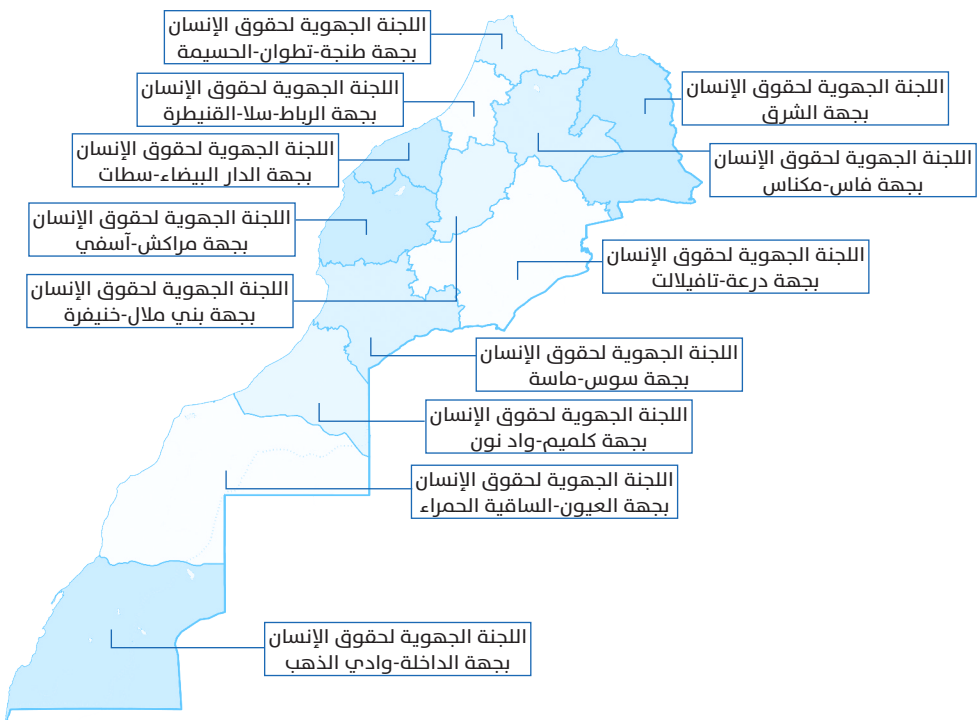 اللجنة الجهوية لحقوق الإنسان
بجهة طنجة-تطوان-الحسيمة
اللجنة الجهوية لحقوق الإنسان
بجهة الشرق
اللجنة الجهوية لحقوق الإنسان
بجهة الرباط-سلا-القنيطرة
اللجنة الجهوية لحقوق الإنسان
بجهة فاس-مكناس
اللجنة الجهوية لحقوق الإنسان
بجهة الدار البيضاء-سطات
اللجنة الجهوية لحقوق الإنسان
بجهة مراكش-آسفي
اللجنة الجهوية لحقوق الإنسان
بجهة درعة-تافيلالت
اللجنة الجهوية لحقوق الإنسان
بجهة بني ملال-خنيفرة
اللجنة الجهوية لحقوق الإنسان
بجهة سوس-ماسة
اللجنة الجهوية لحقوق الإنسان
بجهة كلميم-واد نون
اللجنة الجهوية لحقوق الإنسان
بجهة العيون-الساقية الحمراء
اللجنة الجهوية لحقوق الإنسان
بجهة الداخلة-وادي الذهب